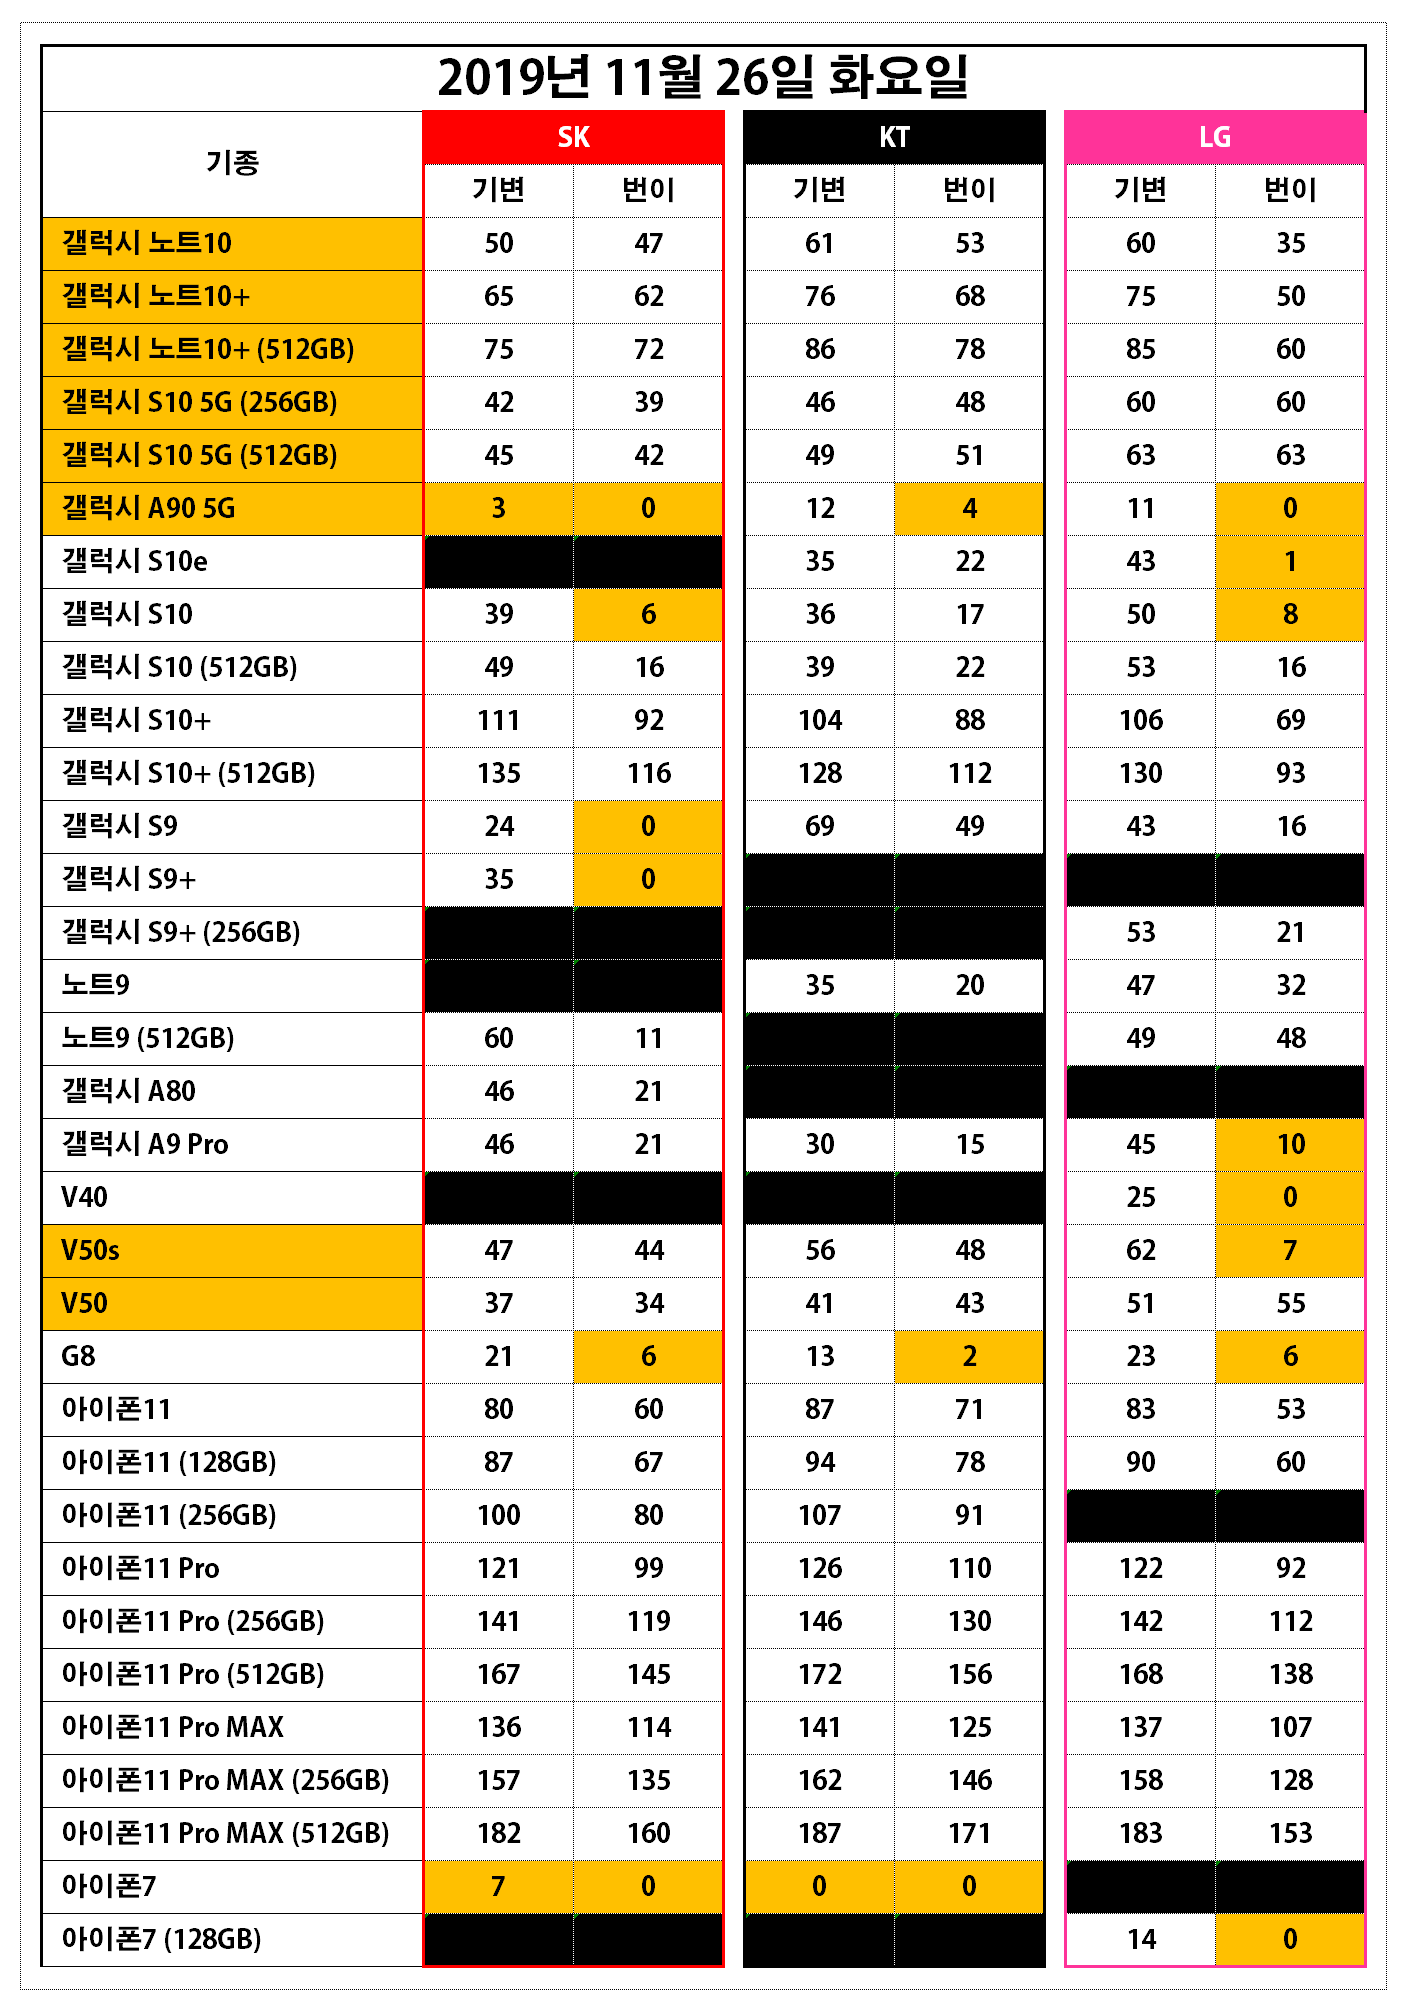 2019년 11월 26일 화요일
기종 SK KT LG
기변 번이 기변 번이 기변 번이
갤럭시 노트10 50 47 61 53 60 35
갤럭시 노트10+ 65 62 76 68 75 50
갤럭시 노트10+ (512GB) 75 72 86 78 85 60
갤럭시 S10 5G (256GB) 42 39 46 48 60 60
갤럭시 S10 5G (512GB) 45 42 49 51 63 63
갤럭시 A90 5G 3 0 12 4 11 0
갤럭시 S10e 35 22 43 1
갤럭시 S10 39 6 36 17 50 8
갤럭시 S10 (512GB) 49 16 39 22 53 16
갤럭시 S10+ 111 92 104 88 106 69
갤럭시 S10+ (512GB) 135 116 128 112 130 93
갤럭시 S9 24 0 69 49 43 16
갤럭시 S9+ 35 0
갤럭시 S9+ (256GB) 53 21
노트9 35 20 47 32
노트9 (512GB) 60 11 49 48
갤럭시 A80 46 21
갤럭시 A9 Pro 46 21 30 15 45 10
V40 25 0
V50s 47 44 56 48 62 7
V50 37 34 41 43 51 55
G8 21 6 13 2 23 6
아이폰11 80 60 87 71 83 53
아이폰11 (128GB) 87 67 94 78 90 60
아이폰11 (256GB) 100 80 107 91
아이폰11 Pro 121 99 126 110 122 92
아이폰11 Pro (256GB) 141 119 146 130 142 112
아이폰11 Pro (512GB) 167 145 172 156 168 138
아이폰11 Pro MAX 136 114 141 125 137 107
아이폰11 Pro MAX (256GB) 157 135 162 146 158 128
아이폰11 Pro MAX (512GB) 182 160 187 171 183 153
아이폰7 7 0 0 0
아이폰7 (128GB) 14 0